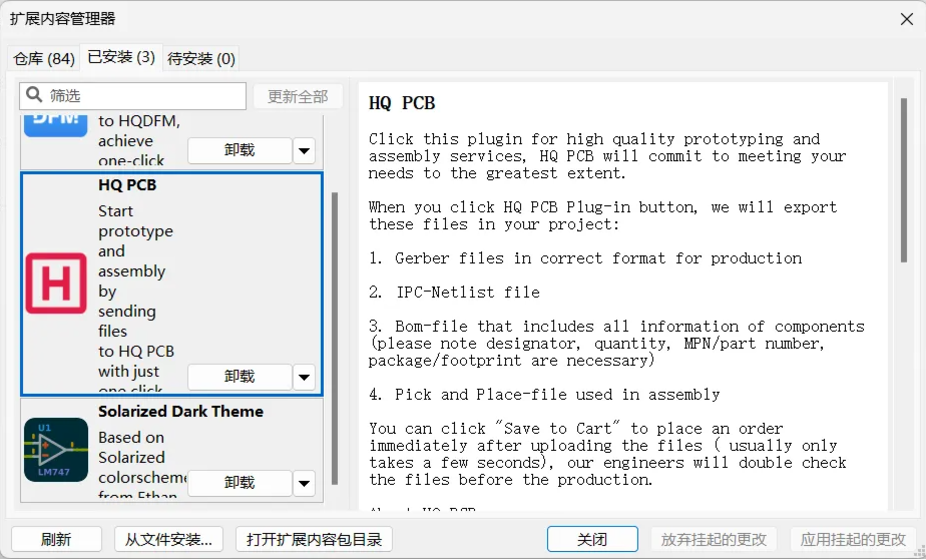 扩展内容管理器
仓库 (84) 已安装 (3) 待安装 (0)
筛选
更新全部
DFM
to HQDFM,
achieve
one-click
卸载
HQ PCB
Start
prototype
and
assembly
by
sending
files
to HQ PCB
with just
one click
卸载
Solarized Dark Theme
U1
LM747
Based on
Solarized
colorscheme
from Ethan
卸载
HQ PCB
Click this plugin for high quality prototyping and
assembly services, HQ PCB will commit to meeting your
needs to the greatest extent.
When you click HQ PCB Plug-in button, we will export
these files in your project:
1. Gerber files in correct format for production
2. IPC-Netlist file
3. Bom-file that includes all information of components
(please note designator, quantity, MPN/part number,
package/footprint are necessary)
4. Pick and Place-file used in assembly
You can click "Save to Cart" to place an order
immediately after uploading the files ( usually only
takes a few seconds), our engineers will double check
the files before the production.
About HQ PCB
刷新 从文件安装... 打开扩展内容包目录 关闭 放弃挂起的更改 应用挂起的更改